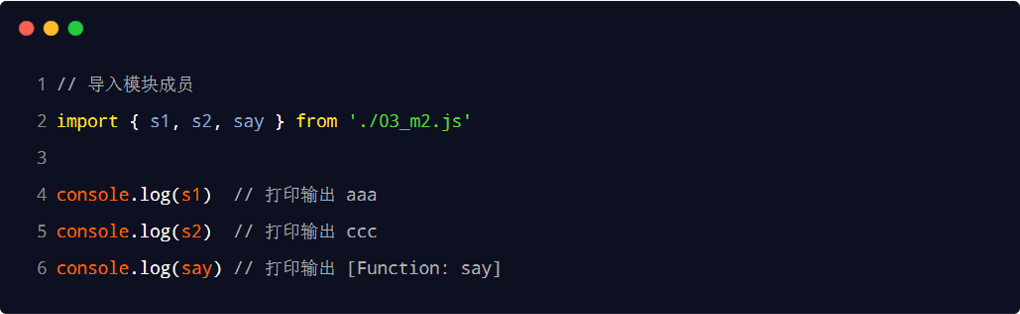 1 // 导入模块成员
2 import { s1, s2, say } from './03_m2.js'
3
4 console.log(s1)  // 打印输出 aaa
5 console.log(s2)  // 打印输出 ccc
6 console.log(say) // 打印输出 [Function: say]